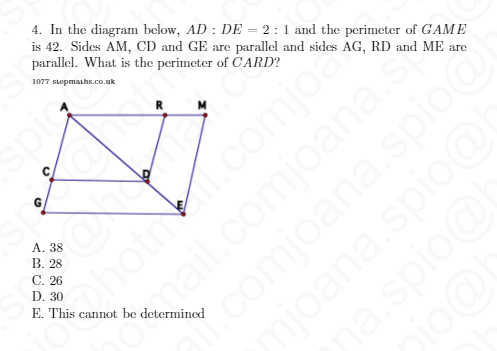 4. In the diagram below, AD : DE = 2 : 1 and the perimeter of GAME
is 42. Sides AM, CD and GE are parallel and sides AG, RD and ME are
parallel. What is the perimeter of CARD?
1077 stepmaths.co.uk
A R M
C D
G E
A. 38
B. 28
C. 26
D. 30
E. This cannot be determined